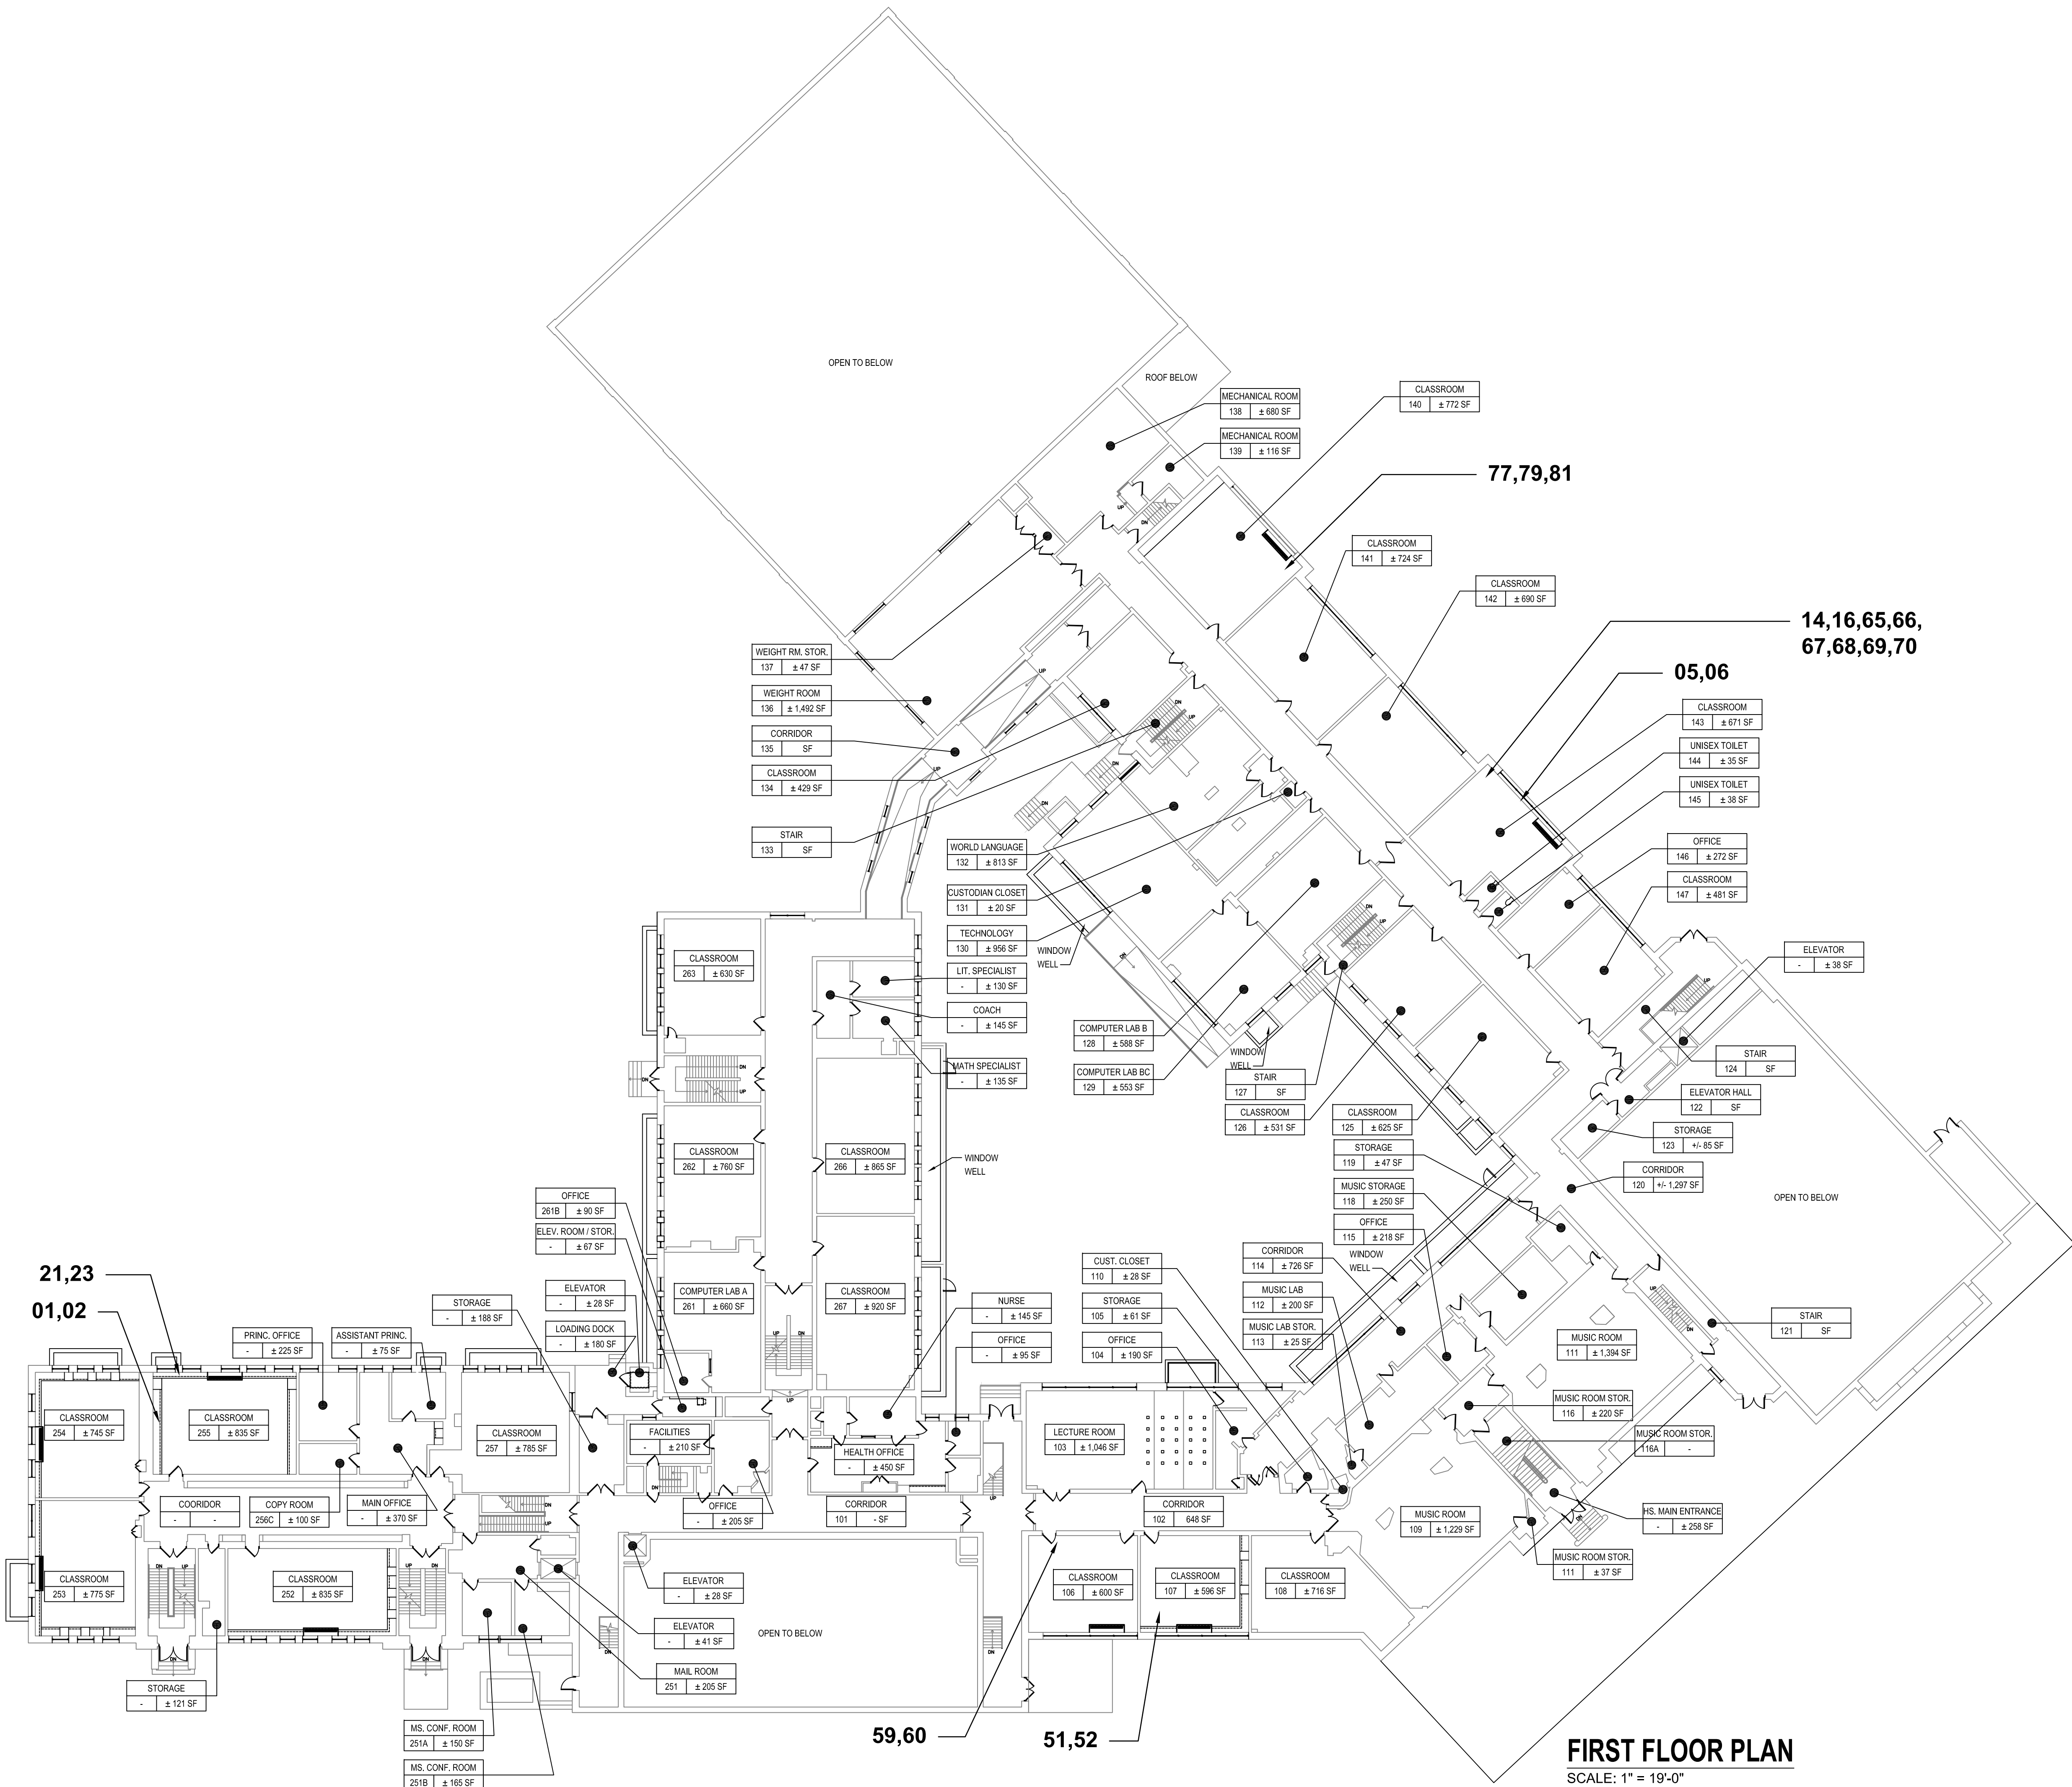 OPEN TO BELOW
ROOF BELOW
MECHANICAL ROOM
138 ± 680 SF
MECHANICAL ROOM
139 ± 116 SF
CLASSROOM
140 ± 772 SF
77,79,81
CLASSROOM
141 ± 724 SF
CLASSROOM
142 ± 690 SF
14,16,65,66,
67,68,69,70
05,06
CLASSROOM
143 ± 671 SF
UNISEX TOILET
144 ± 35 SF
UNISEX TOILET
145 ± 38 SF
OFFICE
146 ± 272 SF
CLASSROOM
147 ± 481 SF
ELEVATOR
- ± 38 SF
STAIR
124 SF
ELEVATOR HALL
122 SF
STORAGE
123 +/- 85 SF
CORRIDOR
120 +/- 1,297 SF
OPEN TO BELOW
STAIR
121 SF
WEIGHT RM. STOR.
137 ± 47 SF
WEIGHT ROOM
136 ± 1,492 SF
CORRIDOR
135 SF
CLASSROOM
134 ± 429 SF
STAIR
133 SF
WORLD LANGUAGE
132 ± 813 SF
CUSTODIAN CLOSET
131 ± 20 SF
TECHNOLOGY
130 ± 956 SF
WINDOW
WELL
LIT. SPECIALIST
- ± 130 SF
COACH
- ± 145 SF
MATH SPECIALIST
- ± 135 SF
COMPUTER LAB B
128 ± 588 SF
COMPUTER LAB BC
129 ± 553 SF
WINDOW
WELL
STAIR
127 SF
CLASSROOM
126 ± 531 SF
CLASSROOM
125 ± 625 SF
STORAGE
119 ± 47 SF
MUSIC STORAGE
118 ± 250 SF
OFFICE
115 ± 218 SF
WINDOW
WELL
CORRIDOR
114 ± 726 SF
MUSIC LAB
112 ± 200 SF
MUSIC LAB STOR.
113 ± 25 SF
CUST. CLOSET
110 ± 28 SF
STORAGE
105 ± 61 SF
OFFICE
104 ± 190 SF
MUSIC ROOM
111 ± 1,394 SF
MUSIC ROOM STOR.
116 ± 220 SF
MUSIC ROOM STOR.
116A -
HS. MAIN ENTRANCE
- ± 258 SF
MUSIC ROOM STOR.
111 ± 37 SF
MUSIC ROOM
109 ± 1,229 SF
CLASSROOM
263 ± 630 SF
CLASSROOM
262 ± 760 SF
CLASSROOM
266 ± 865 SF
WINDOW
WELL
OFFICE
261B ± 90 SF
ELEV. ROOM / STOR.
- ± 67 SF
COMPUTER LAB A
261 ± 660 SF
CLASSROOM
267 ± 920 SF
ELEVATOR
- ± 28 SF
LOADING DOCK
- ± 180 SF
NURSE
- ± 145 SF
OFFICE
- ± 95 SF
21,23
01,02
STORAGE
- ± 188 SF
PRINC. OFFICE
- ± 225 SF
ASSISTANT PRINC.
- ± 75 SF
CLASSROOM
254 ± 745 SF
CLASSROOM
255 ± 835 SF
CLASSROOM
257 ± 785 SF
FACILITIES
- ± 210 SF
HEALTH OFFICE
- ± 450 SF
LECTURE ROOM
103 ± 1,046 SF
COORIDOR
- -
COPY ROOM
256C ± 100 SF
MAIN OFFICE
- ± 370 SF
OFFICE
- ± 205 SF
CORRIDOR
101 - SF
CORRIDOR
102 648 SF
CLASSROOM
253 ± 775 SF
CLASSROOM
252 ± 835 SF
ELEVATOR
- ± 28 SF
ELEVATOR
- ± 41 SF
OPEN TO BELOW
MAIL ROOM
251 ± 205 SF
CLASSROOM
106 ± 600 SF
CLASSROOM
107 ± 596 SF
CLASSROOM
108 ± 716 SF
STORAGE
- ± 121 SF
MS. CONF. ROOM
251A ± 150 SF
MS. CONF. ROOM
251B ± 165 SF
59,60
51,52
FIRST FLOOR PLAN
SCALE: 1" = 19'-0"